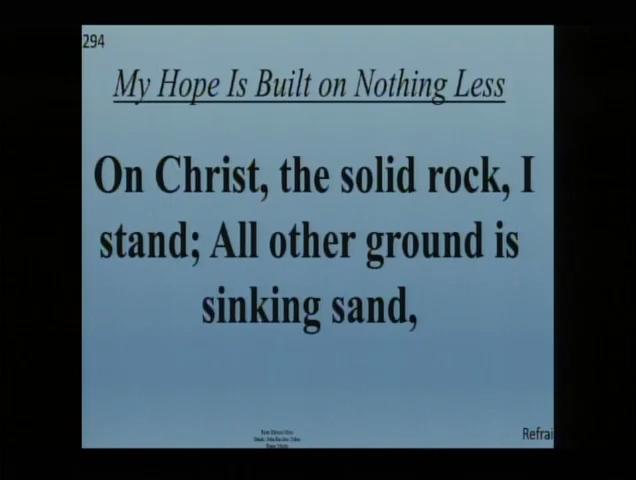 294
My Hope Is Built on Nothing Less
On Christ, the solid rock, I
stand; All other ground is
sinking sand,
Refrai